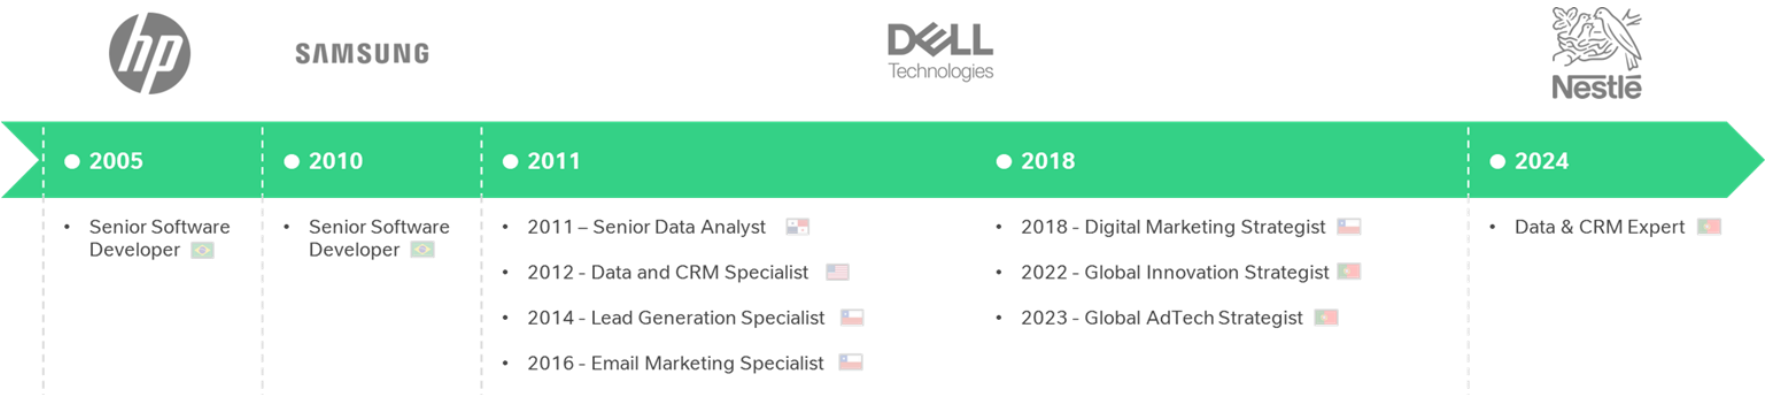 hp
SAMSUNG
DELL
Technologies
Nestlé
2005
2010
2011
2018
2024
• Senior Software
Developer
• Senior Software
Developer
• 2011 – Senior Data Analyst
• 2012 - Data and CRM Specialist
• 2014 - Lead Generation Specialist
• 2016 - Email Marketing Specialist
• 2018 - Digital Marketing Strategist
• 2022 - Global Innovation Strategist
• 2023 - Global AdTech Strategist
• Data & CRM Expert